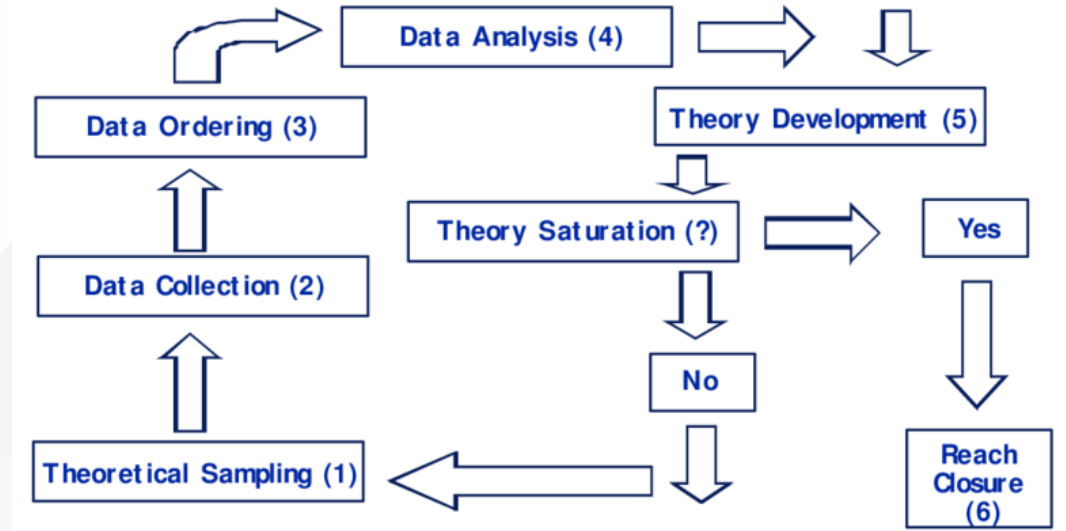 Data Analysis (4)
Data Ordering (3)
Theory Development (5)
Theory Saturation (?)
Yes
Data Collection (2)
No
Theoretical Sampling (1)
Reach
Closure
(6)